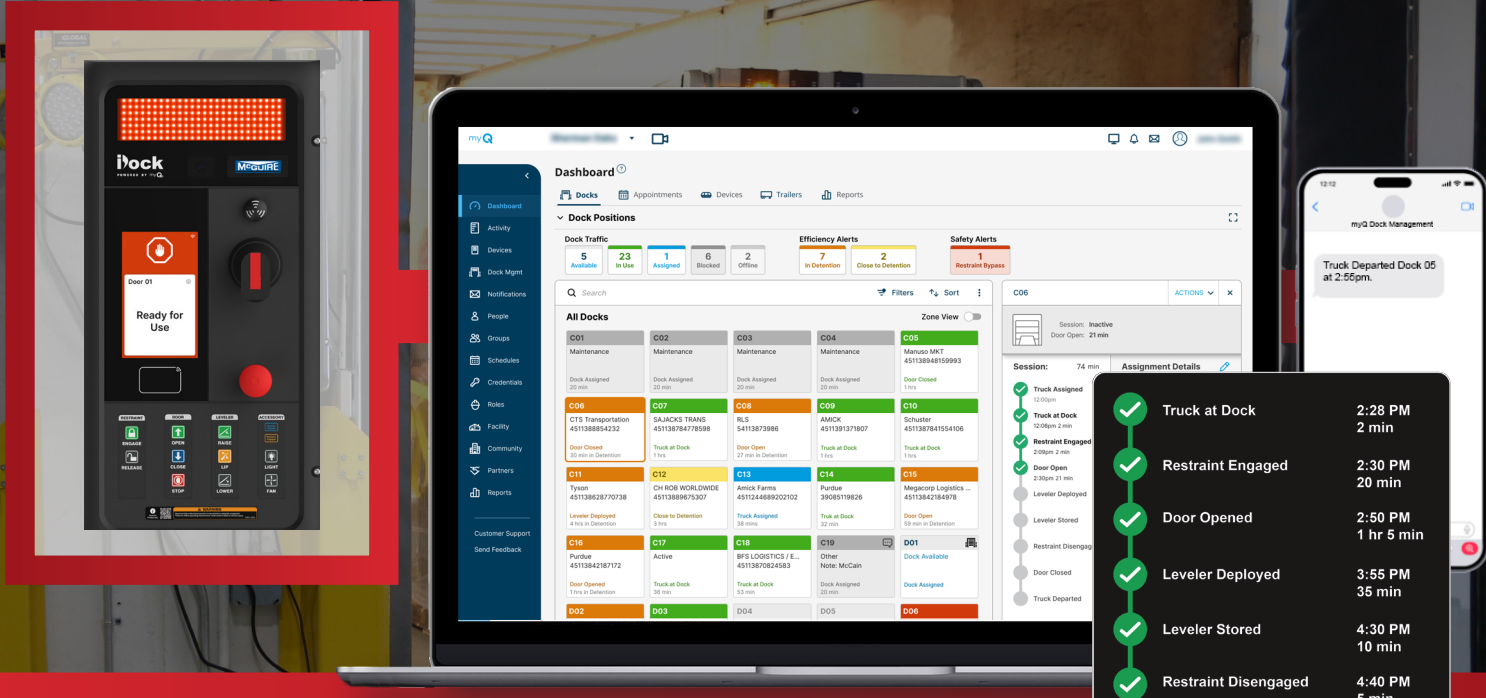 iDock
POWERED BY myQ.
McGUIRE
Door 01
Ready for
Use
RESTRAINT
DOOR
LEVELER
ACCESSORY
ENGAGE
OPEN
RAISE
RELEASE
CLOSE
LIP
LIGHT
STOP
LOWER
FAN
WARNING
myQ
Dashboard
Activity
Devices
Dock Mgmt
Notifications
People
Groups
Schedules
Credentials
Roles
Facility
Community
Partners
Reports
Customer Support
Send Feedback
Dashboard
Docks Appointments Devices Trailers Reports
Dock Positions
Dock Traffic Efficiency Alerts Safety Alerts
5 23 1 6 2 7 2 1
Available In Use Assigned Blocked Offline In Detention Close to Detention Restraint Bypass
Search Filters Sort
All Docks Zone View
C01 C02 C03 C04 C05
Maintenance Maintenance Maintenance Maintenance Manuso MKT
451138948159993
Dock Assigned Dock Assigned Dock Assigned Dock Assigned Door Closed
20 min 20 min 20 min 20 min 1 hrs
C06 C07 C08 C09 C10
CTS Transportation SAJACKS TRANS RLS AMICK Schuster
45113888854232 451138784778598 54113873986 4511391371807 4511387841554106
Door Closed Truck at Dock Door Open Truck at Dock Truck at Dock
30 min in Detention 1 hrs 27 min in Detention 1 hrs 1 hrs
C11 C12 C13 C14 C15
Tyson CH ROB WORLDWIDE Amick Farms Purdue Megacorp Logistics ...
451138628770738 45113889675307 4511244689202102 39085119826 45113842184978
Leveler Deployed Close to Detention Truck Assigned Truk at Dock Door Open
4 hrs in Detention 3 hrs 38 mins 32 min 59 min in Detention
C16 C17 C18 C19 D01
Purdue Active BFS LOGISTICS / E... Other Dock Available
45113842187172 45113870824583 Note: McCain
Door Opened Truck at Dock Truck at Dock Dock Assigned Dock Assigned
1 hrs in Detention 36 min 53 min 20 min
D02 D03 D04 D05 D06
C06 ACTIONS
Session: Inactive
Door Open: 21 min
Session: 74 min Assignment Details
Truck Assigned
12:00pm
Truck at Dock
12:06pm 2 min
Restraint Engaged
2:09pm 2 min
Door Open
2:30pm 21 min
Leveler Deployed
Leveler Stored
Restraint Disengag
Door Closed
Truck Departed
12:12
myQ Dock Management
Truck Departed Dock 05
at 2:55pm.
Truck at Dock 2:28 PM
2 min
Restraint Engaged 2:30 PM
20 min
Door Opened 2:50 PM
1 hr 5 min
Leveler Deployed 3:55 PM
35 min
Leveler Stored 4:30 PM
10 min
Restraint Disengaged 4:40 PM
5 min